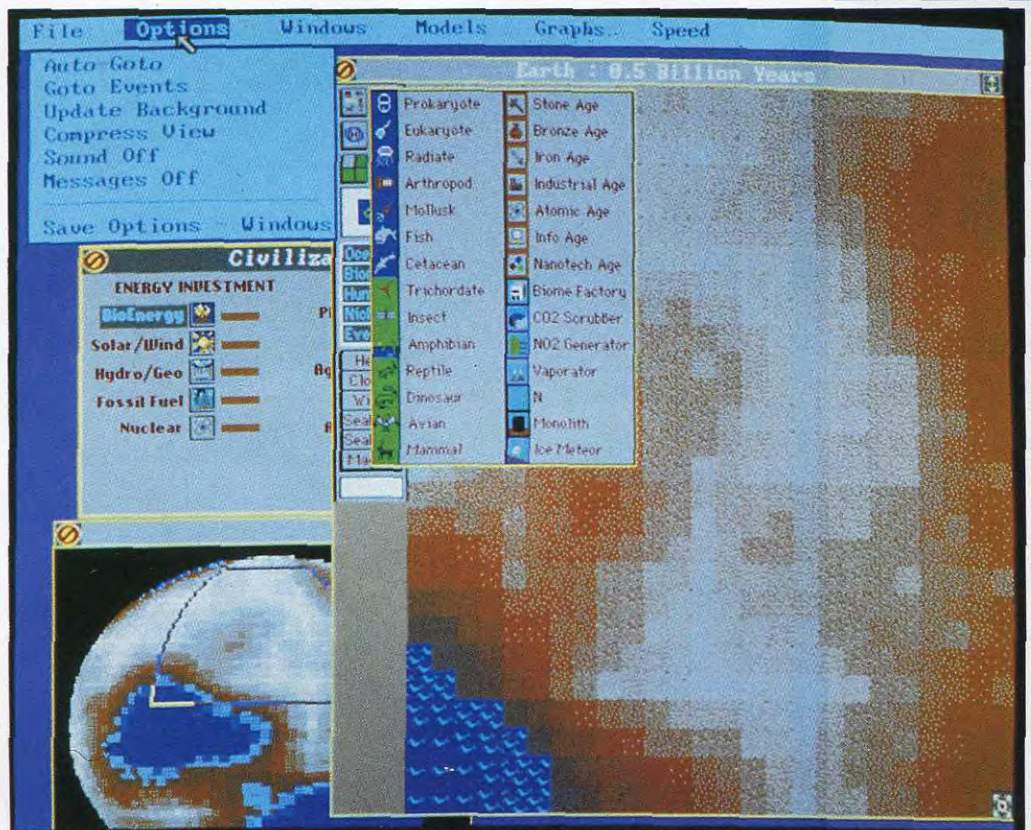 File Options Windows Models Graphs.. Speed
Auto Goto
Goto Events
Update Background
Compress View
Sound Off
Messages Off
Save Options Windows
Earth : 0.5 Billion Years
Prokaryote Stone Age
Eukaryote Bronze Age
Radiate Iron Age
Arthropod Industrial Age
Mollusk Atomic Age
Fish Info Age
Cetacean Nanotech Age
Trichordate Biome Factory
Insect CO2 Scrubber
Amphibian NO2 Generator
Reptile Vaporator
Dinosaur N
Avian Monolith
Mammal Ice Meteor
Civiliza
ENERGY INVESTMENT
BioEnergy
Solar/Wind
Hydro/Geo
Fossil Fuel
Nuclear